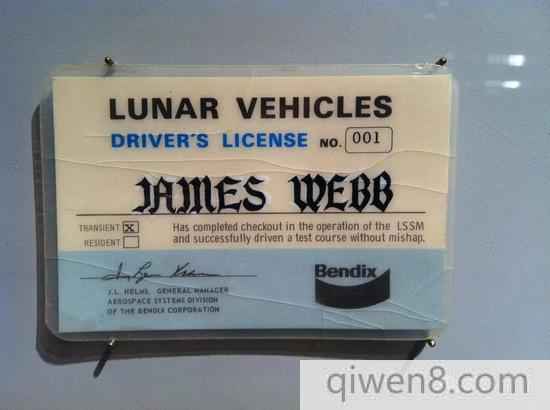 LUNAR VEHICLES
DRIVER'S LICENSE NO. 001
JAMES WEBB
TRANSIENT X Has completed checkout in the operation of the LSSM
RESIDENT and successfully driven a test course without mishap.
Bendix
J.L. HELMS, GENERAL MANAGER
AEROSPACE SYSTEMS DIVISION
OF THE BENDIX CORPORATION
qiwen8.com